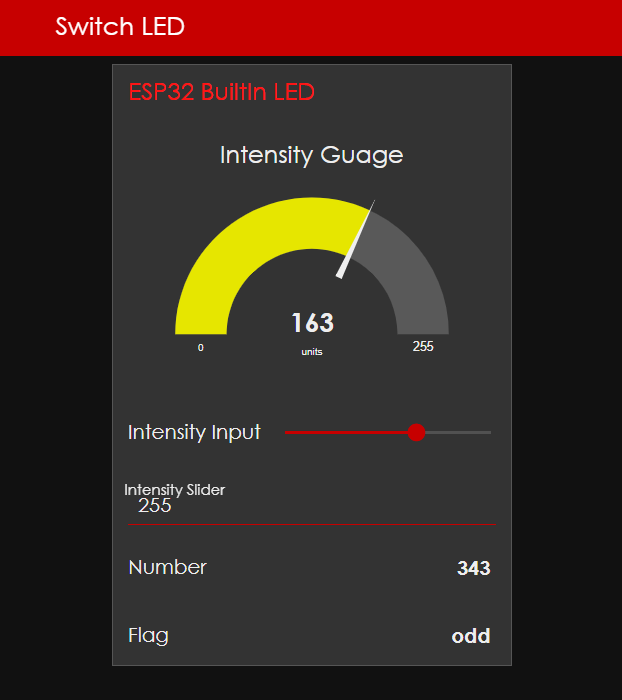 Switch LED
ESP32 BuiltIn LED
Intensity Guage
163
0
units
255
Intensity Input
Intensity Slider
255
Number 343
Flag odd